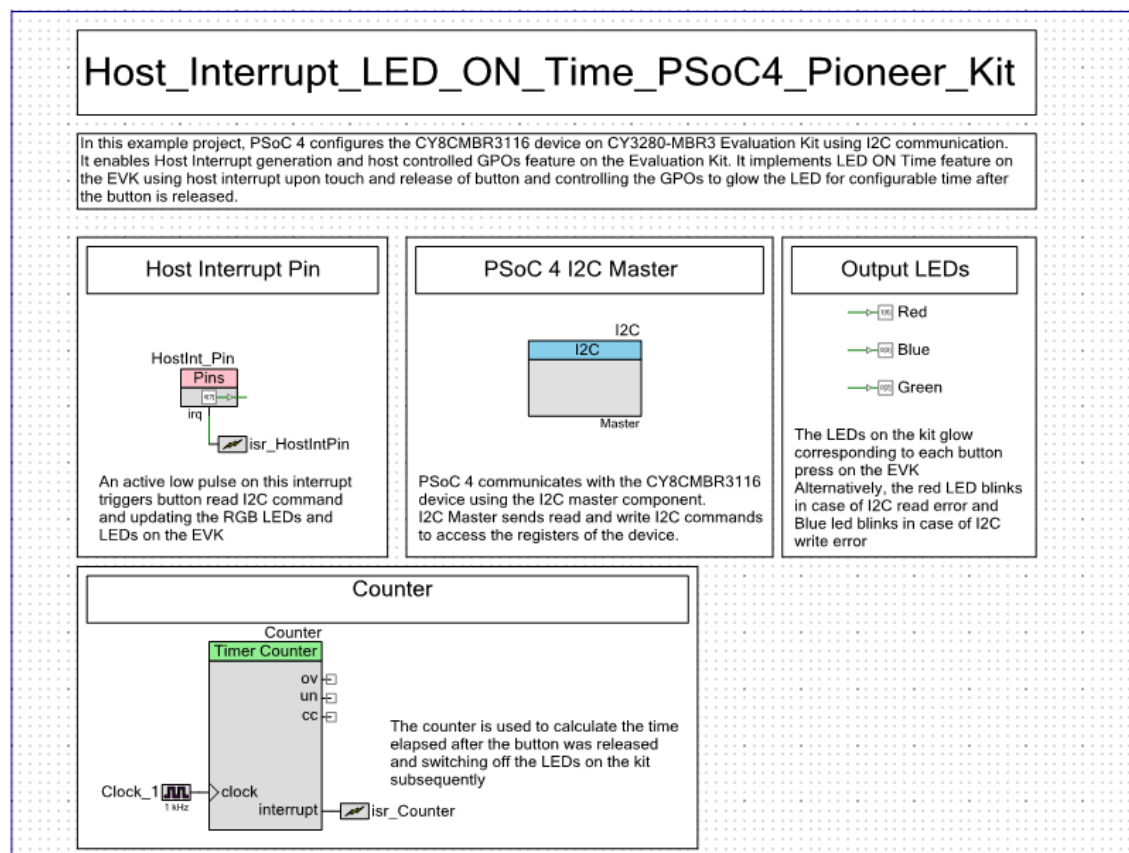 Host_Interrupt_LED_ON_Time_PSoC4_Pioneer_Kit
In this example project, PSoC 4 configures the CY8CMBR3116 device on CY3280-MBR3 Evaluation Kit using I2C communication.
It enables Host Interrupt generation and host controlled GPOs feature on the Evaluation Kit. It implements LED ON Time feature on
the EVK using host interrupt upon touch and release of button and controlling the GPOs to glow the LED for configurable time after
the button is released.
Host Interrupt Pin
HostInt_Pin
Pins
irq
isr_HostIntPin
An active low pulse on this interrupt
triggers button read I2C command
and updating the RGB LEDs and
LEDs on the EVK
PSoC 4 I2C Master
I2C
I2C
Master
PSoC 4 communicates with the CY8CMBR3116
device using the I2C master component.
I2C Master sends read and write I2C commands
to access the registers of the device.
Output LEDs
Red
Blue
Green
The LEDs on the kit glow
corresponding to each button
press on the EVK
Alternatively, the red LED blinks
in case of I2C read error and
Blue led blinks in case of I2C
write error
Counter
Counter
Timer Counter
ov
un
cc
Clock_1
1 kHz
clock
interrupt
isr_Counter
The counter is used to calculate the time
elapsed after the button was released
and switching off the LEDs on the kit
subsequently